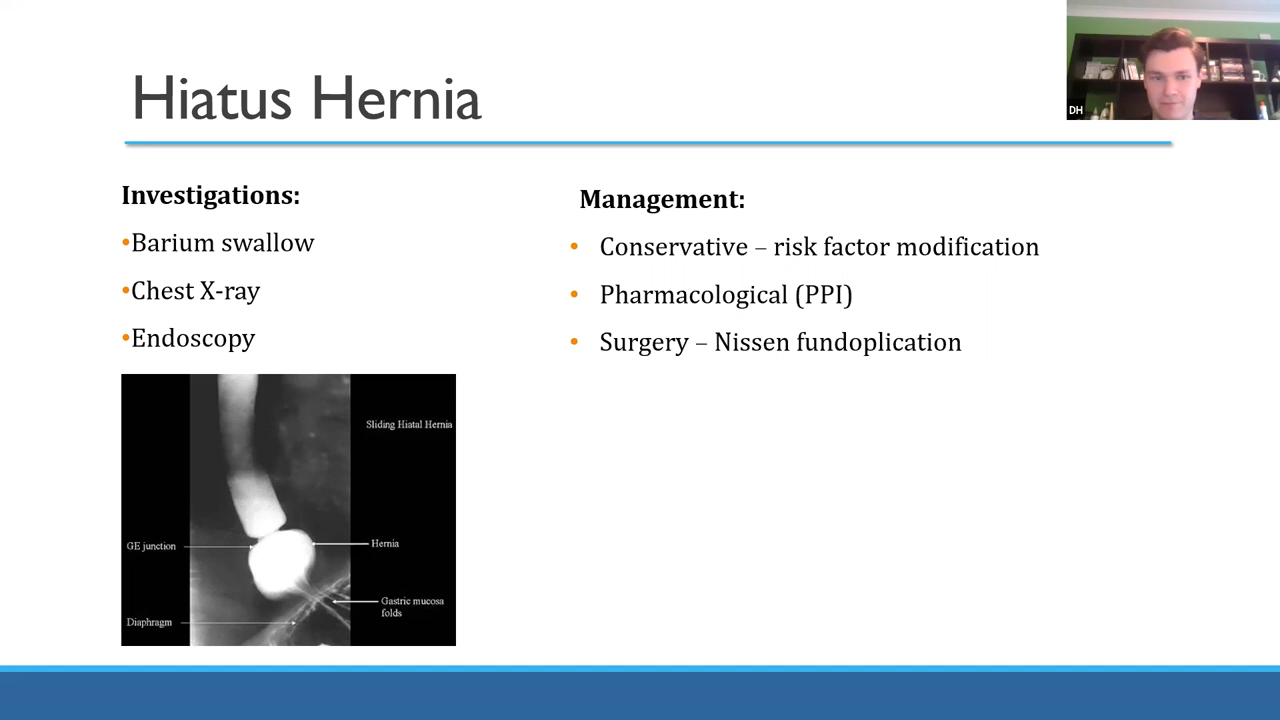 Hiatus Hernia
DH
Investigations:
•Barium swallow
•Chest X-ray
•Endoscopy
Management:
• Conservative – risk factor modification
• Pharmacological (PPI)
• Surgery – Nissen fundoplication
Sliding Hiatal Hernia
GE junction
Hernia
Gastric mucosa
folds
Diaphragm